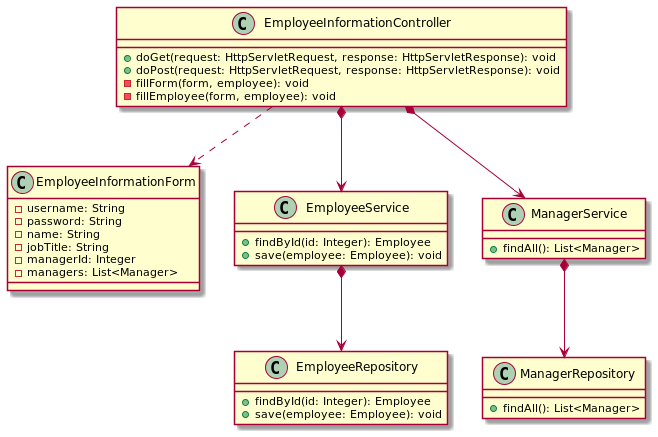 C EmployeeInformationController
doGet(request: HttpServletRequest, response: HttpServletResponse): void
doPost(request: HttpServletRequest, response: HttpServletResponse): void
fillForm(form, employee): void
fillEmployee(form, employee): void
C EmployeeInformationForm
username: String
password: String
name: String
jobTitle: String
managerId: Integer
managers: List<Manager>
C EmployeeService
findById(id: Integer): Employee
save(employee: Employee): void
C ManagerService
findAll(): List<Manager>
C EmployeeRepository
findById(id: Integer): Employee
save(employee: Employee): void
C ManagerRepository
findAll(): List<Manager>